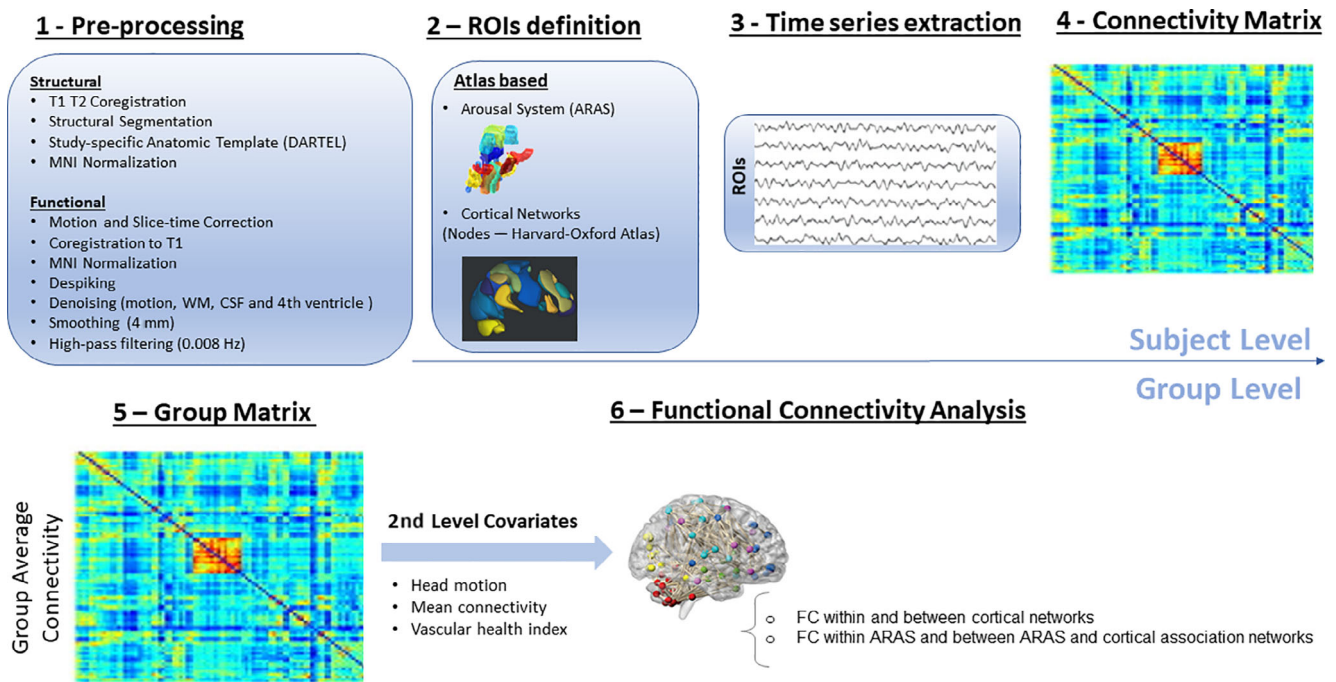 1 - Pre-processing
Structural
• T1 T2 Coregistration
• Structural Segmentation
• Study-specific Anatomic Template (DARTEL)
• MNI Normalization
Functional
• Motion and Slice-time Correction
• Coregistration to T1
• MNI Normalization
• Despiking
• Denoising (motion, WM, CSF and 4th ventricle )
• Smoothing (4 mm)
• High-pass filtering (0.008 Hz)
2 – ROIs definition
Atlas based
• Arousal System (ARAS)
• Cortical Networks
(Nodes — Harvard-Oxford Atlas)
3 - Time series extraction
ROIs
4 - Connectivity Matrix
Subject Level
Group Level
5 – Group Matrix
Group Average
Connectivity
2nd Level Covariates
• Head motion
• Mean connectivity
• Vascular health index
6 – Functional Connectivity Analysis
o FC within and between cortical networks
o FC within ARAS and between ARAS and cortical association networks